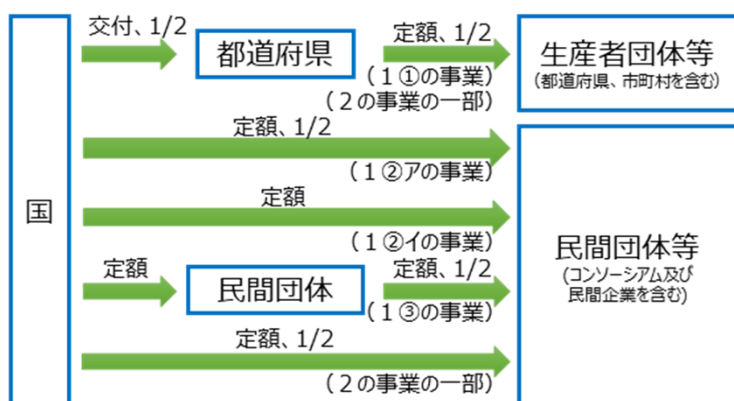 国
交付、1/2
都道府県
定額、1/2
（１①の事業）
（２の事業の一部）
生産者団体等
（都道府県、市町村を含む）
定額、1/2
（１②アの事業）
定額
（１②イの事業）
定額
民間団体
定額、1/2
（１③の事業）
定額、1/2
（２の事業の一部）
民間団体等
（コンソーシアム及び
民間企業を含む）